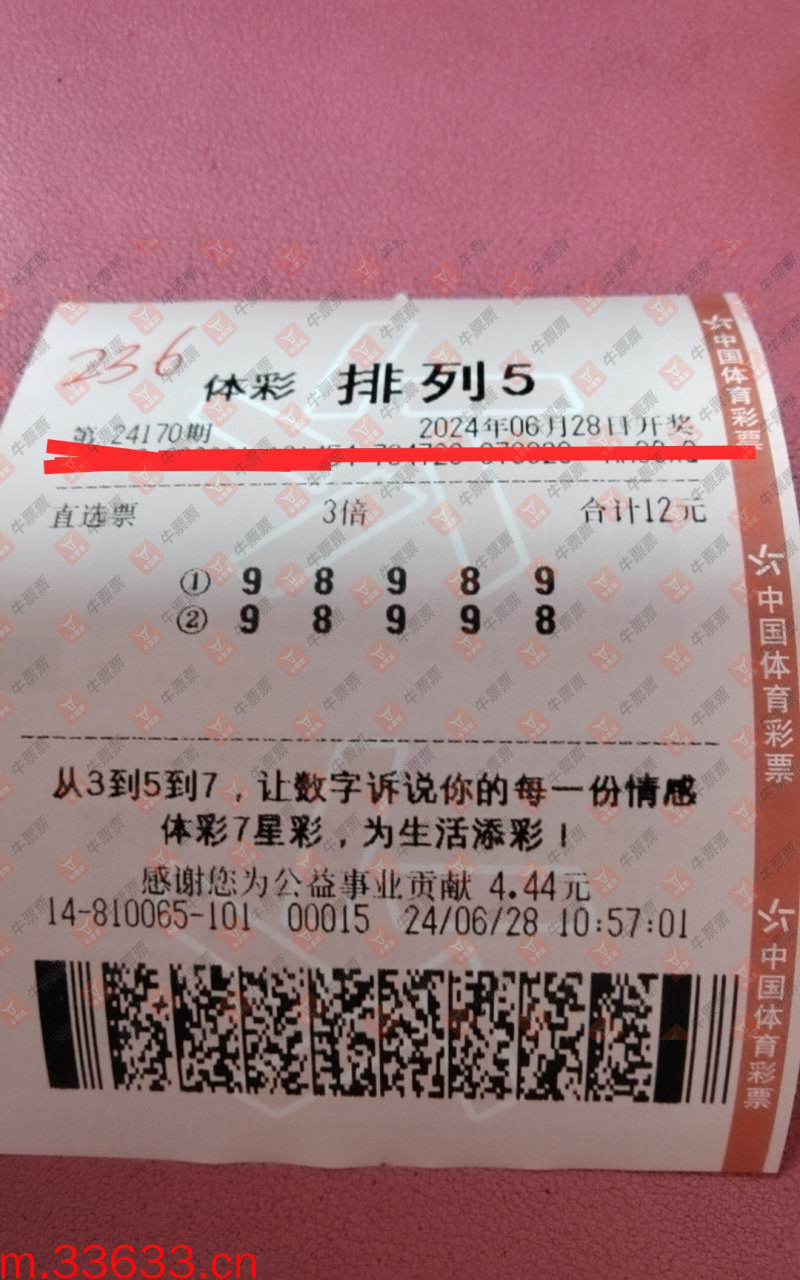 236
体彩 排列5
第 24170期 2024年06月28日开奖
直选票 3倍 合计12元
① 9 8 9 8 9
② 9 8 9 9 8
从3到5到7，让数字诉说你的每一份情感
体彩7星彩，为生活添彩！
感谢您为公益事业贡献 4.44元
14-810065-101 00015 24/06/28 10:57:01
中国体育彩票
中国体育彩票
中国体育彩票
牛票票
m.33633.cn